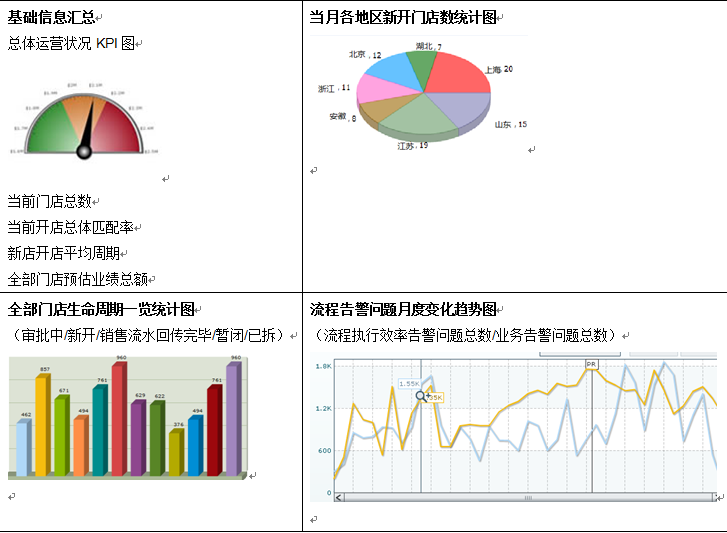 基础信息汇总
总体运营状况 KPI 图
当前门店总数
当前开店总体匹配率
新店开店平均周期
全部门店预估业绩总额
当月各地区新开门店数统计图
湖北, 7
北京, 12
上海, 20
浙江, 11
安徽, 8
山东, 15
江苏, 19
全部门店生命周期一览统计图
（审批中/新开/销售流水回传完毕/暂闭/已拆）
462
857
671
494
761
960
629
622
376
494
761
960
流程告警问题月度变化趋势图
（流程执行效率告警问题总数/业务告警问题总数）
1.8K
PR
1.55K
1.2K
600
0